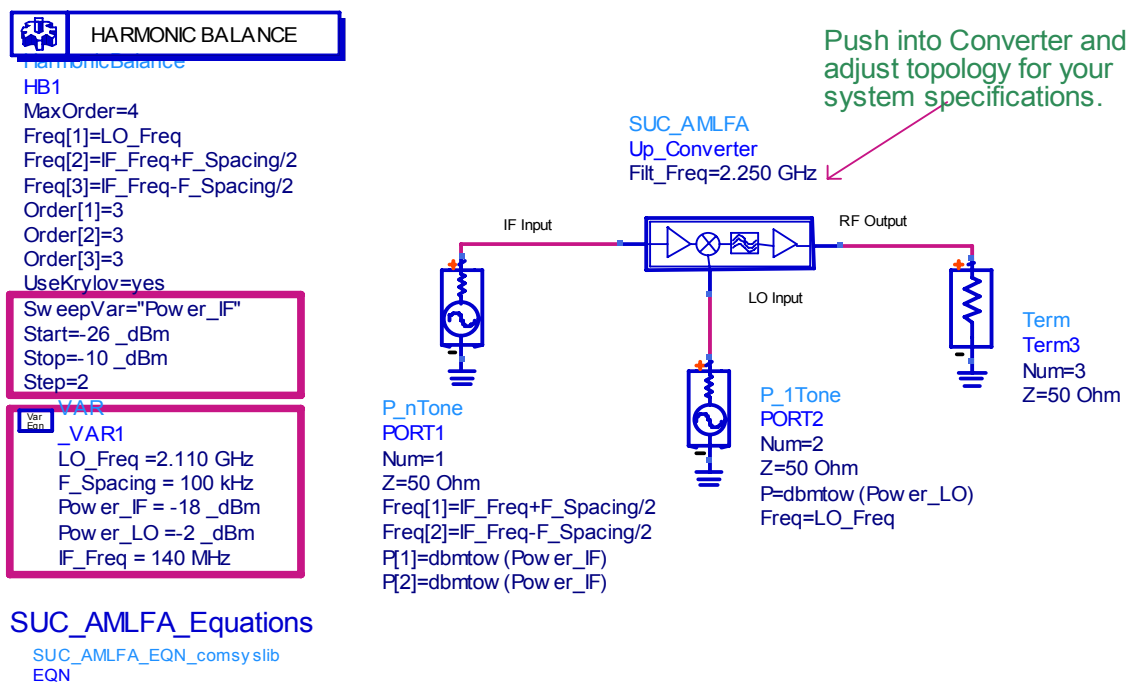 HARMONIC BALANCE
HarmonicBalance
HB1
MaxOrder=4
Freq[1]=LO_Freq
Freq[2]=IF_Freq+F_Spacing/2
Freq[3]=IF_Freq-F_Spacing/2
Order[1]=3
Order[2]=3
Order[3]=3
UseKrylov=yes
SweepVar="Power_IF"
Start=-26 _dBm
Stop=-10 _dBm
Step=2
Var
Eqn
VAR
_VAR1
LO_Freq =2.110 GHz
F_Spacing = 100 kHz
Power_IF = -18 _dBm
Power_LO =-2 _dBm
IF_Freq = 140 MHz
SUC_AMLFA_Equations
SUC_AMLFA_EQN_comsyslib
EQN
Push into Converter and
adjust topology for your
system specifications.
SUC_AMLFA
Up_Converter
Filt_Freq=2.250 GHz
IF Input
RF Output
LO Input
P_nTone
PORT1
Num=1
Z=50 Ohm
Freq[1]=IF_Freq+F_Spacing/2
Freq[2]=IF_Freq-F_Spacing/2
P[1]=dbmtow(Power_IF)
P[2]=dbmtow(Power_IF)
P_1Tone
PORT2
Num=2
Z=50 Ohm
P=dbmtow(Power_LO)
Freq=LO_Freq
Term
Term3
Num=3
Z=50 Ohm